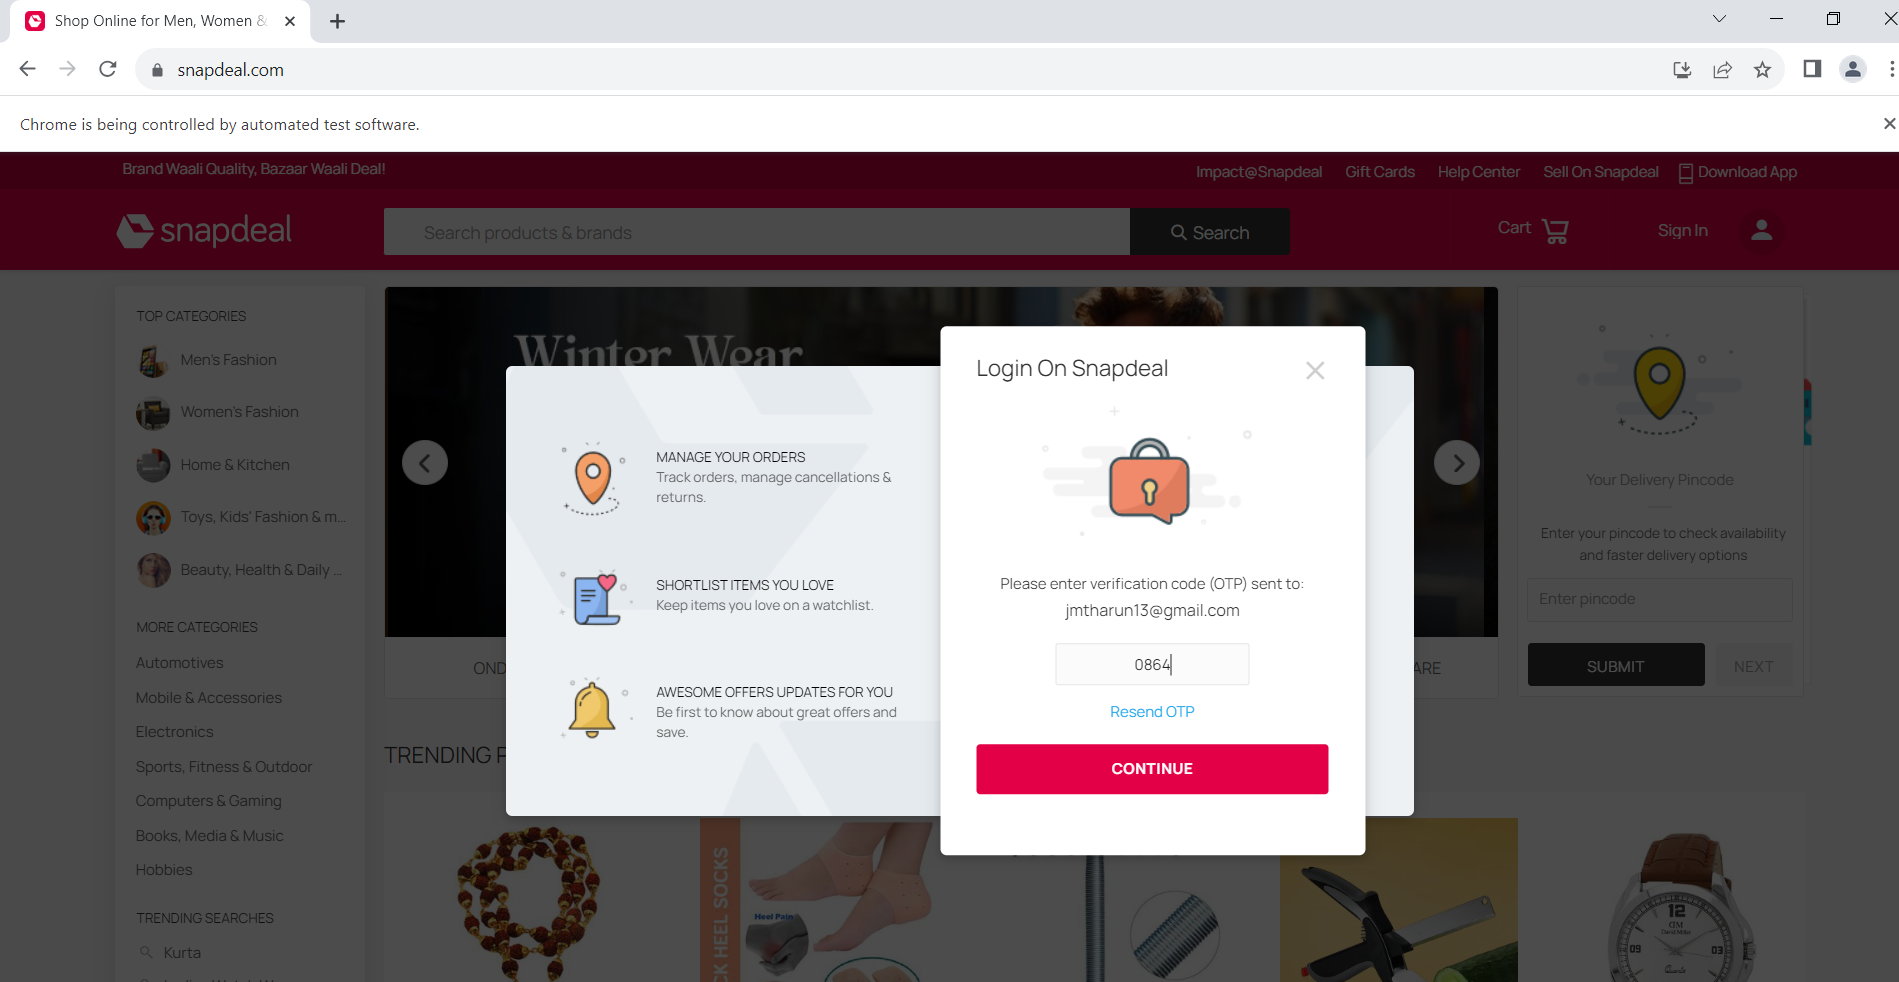 Shop Online for Men, Women &
snapdeal.com
Chrome is being controlled by automated test software.
Brand Waali Quality, Bazaar Waali Deal!
Impact@Snapdeal
Gift Cards
Help Center
Sell On Snapdeal
Download App
snapdeal
Search products & brands
Search
Cart
Sign In
TOP CATEGORIES
Men's Fashion
Women's Fashion
Home & Kitchen
Toys, Kids' Fashion & m...
Beauty, Health & Daily ...
MORE CATEGORIES
Automotives
Mobile & Accessories
Electronics
Sports, Fitness & Outdoor
Computers & Gaming
Books, Media & Music
Hobbies
TRENDING SEARCHES
Kurta
Winter Wear
MANAGE YOUR ORDERS
Track orders, manage cancellations &
returns.
SHORTLIST ITEMS YOU LOVE
Keep items you love on a watchlist.
AWESOME OFFERS UPDATES FOR YOU
Be first to know about great offers and
save.
Login On Snapdeal
Please enter verification code (OTP) sent to:
jmtharun13@gmail.com
0864
Resend OTP
CONTINUE
Your Delivery Pincode
Enter your pincode to check availability
and faster delivery options
Enter pincode
SUBMIT
NEXT
TRENDING
HEEL SOCKS
Heel Pain
12
09
03